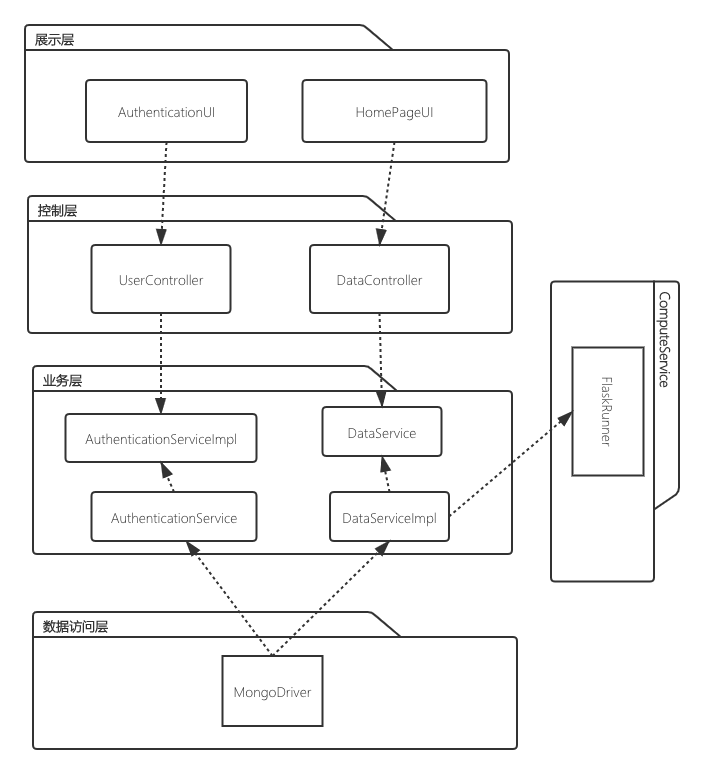 展示层
AuthenticationUI
HomePageUI
控制层
UserController
DataController
ComputeService
FlaskRunner
业务层
AuthenticationServiceImpl
DataService
AuthenticationService
DataServiceImpl
数据访问层
MongoDriver